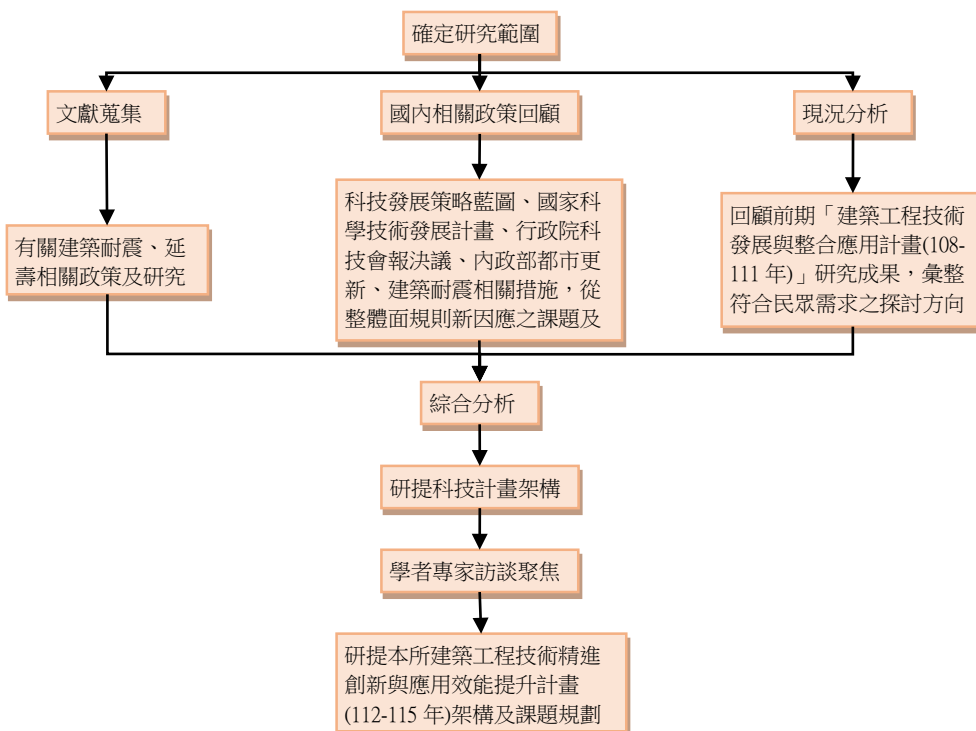 確定研究範圍
文獻蒐集
國內相關政策回顧
現況分析
有關建築耐震、延
壽相關政策及研究
科技發展策略藍圖、國家科
學技術發展計畫、行政院科
技會報決議、內政部都市更
新、建築耐震相關措施，從
整體面規則新因應之課題及
回顧前期「建築工程技術
發展與整合應用計畫(108-
111 年)」研究成果，彙整
符合民眾需求之探討方向
綜合分析
研提科技計畫架構
學者專家訪談聚焦
研提本所建築工程技術精進
創新與應用效能提升計畫
(112-115 年)架構及課題規劃